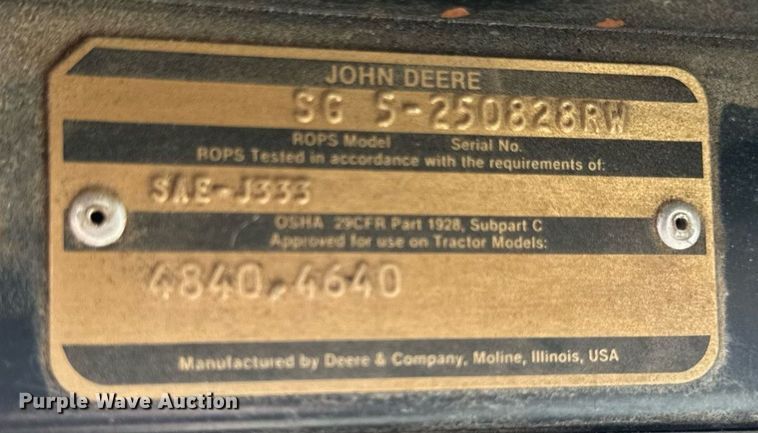 JOHN DEERE
SG 5-250828RW
ROPS Model Serial No.
ROPS Tested in accordance with the requirements of:
SAE-J333
OSHA 29CFR Part 1928, Subpart C
Approved for use on Tractor Models:
4840,4640
Manufactured by Deere & Company, Moline, Illinois, USA
Purple Wave Auction